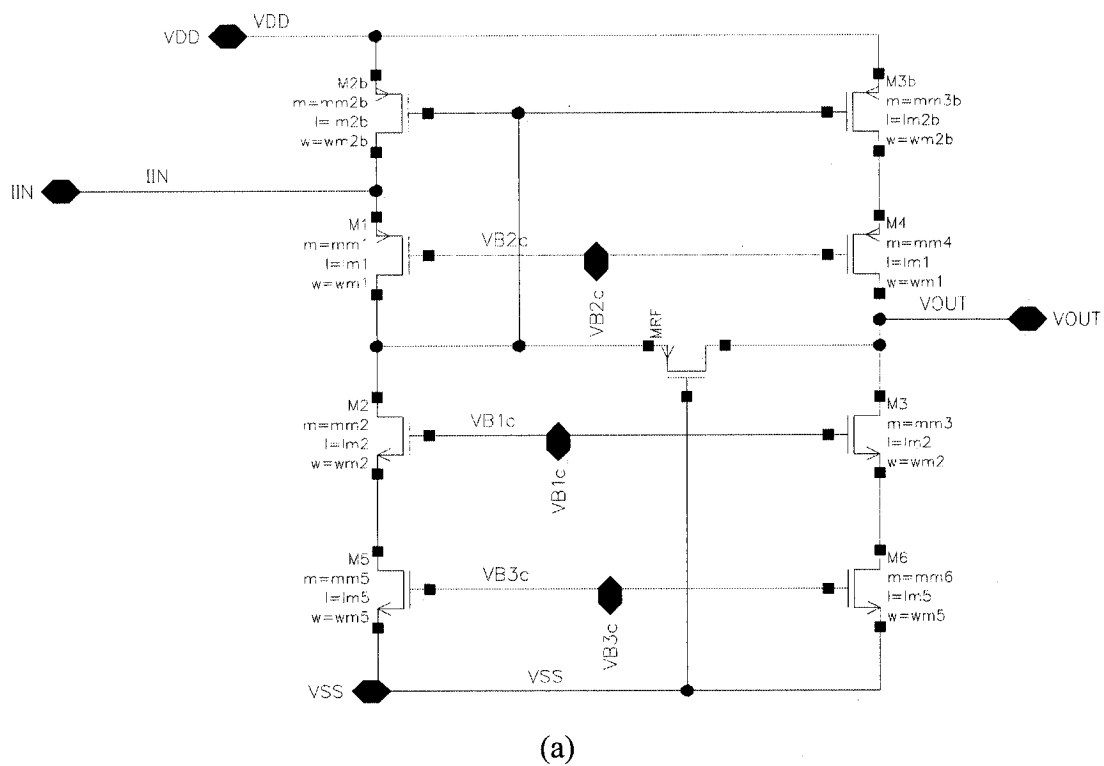 VDD
VDD
M2b
m=mm2b
l=lm2b
w=wm2b
M3b
m=mm3b
l=lm2b
w=wm2b
IIN
IIN
M1
m=mm1
l=lm1
w=wm1
VB2c
VB2c
M4
m=mm4
l=lm1
w=wm1
VOUT
VOUT
MRF
M2
m=mm2
l=lm2
w=wm2
VB1c
VB1c
M3
m=mm3
l=lm2
w=wm2
M5
m=mm5
l=lm5
w=wm5
VB3c
VB3c
M6
m=mm6
l=lm5
w=wm5
VSS
VSS
(a)